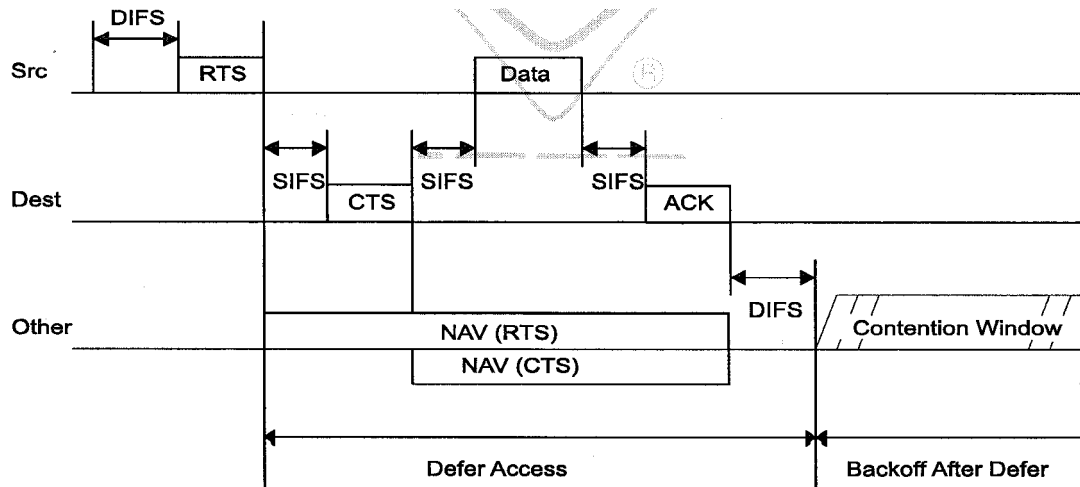 DIFS
Src
RTS
Data
®
SIFS
SIFS
SIFS
Dest
CTS
ACK
DIFS
Other
NAV (RTS)
Contention Window
NAV (CTS)
Defer Access
Backoff After Defer